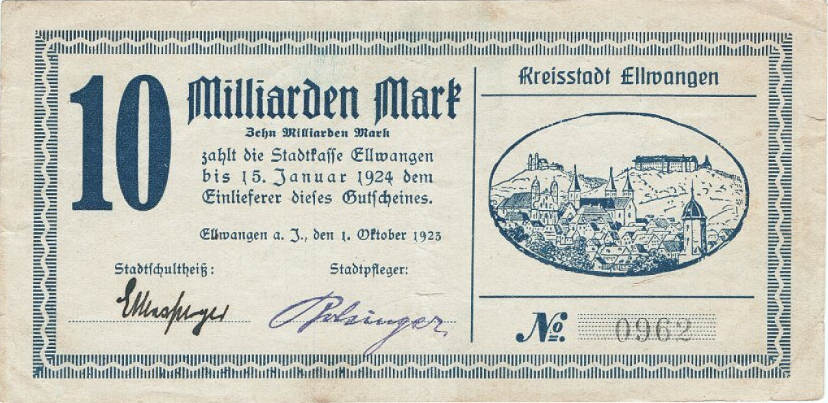 10 Milliarden Mark
Zehn Milliarden Mark
zahlt die Stadtkasse Ellwangen
bis 15. Januar 1924 dem
Einlieferer dieses Gutscheines.
Ellwangen a. J., den 1. Oktober 1923
Stadtschultheiß:
Stadtpfleger:
Kreisstadt Ellwangen
No. 0962